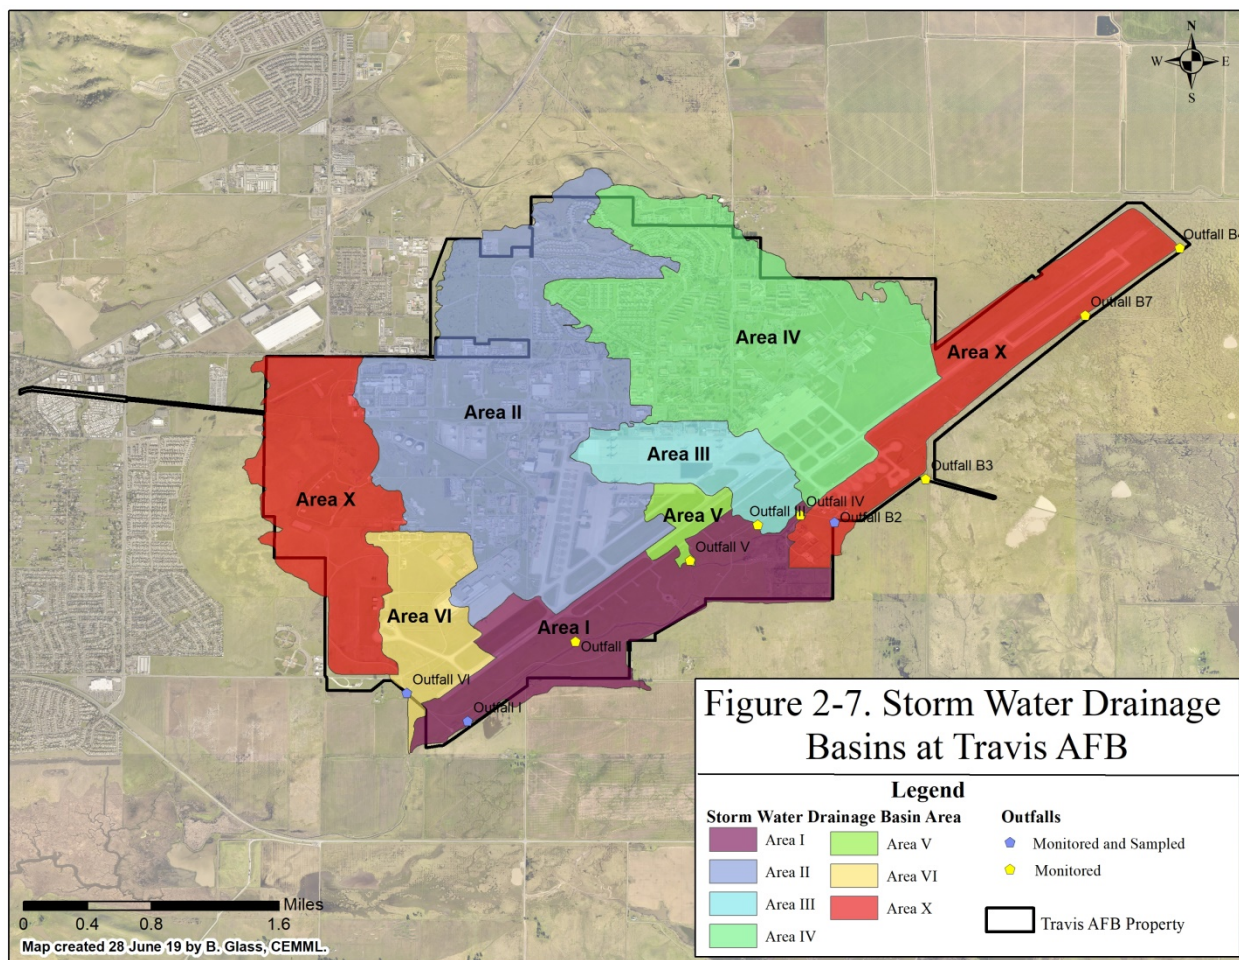 N
W E
S
Outfall B4
Outfall B7
Area IV
Area X
Area II
Area III
Outfall B3
Area X
Outfall IV
Area V
Outfall III
Outfall B2
Outfall V
Area VI
Area I
Outfall
Outfall VI
Outfall I
Figure 2-7. Storm Water Drainage
Basins at Travis AFB
Legend
Storm Water Drainage Basin Area
Outfalls
Area I
Area II
Area III
Area IV
Area V
Area VI
Area X
Monitored and Sampled
Monitored
Travis AFB Property
Miles
0 0.4 0.8 1.6
Map created 28 June 19 by B. Glass, CEMML.